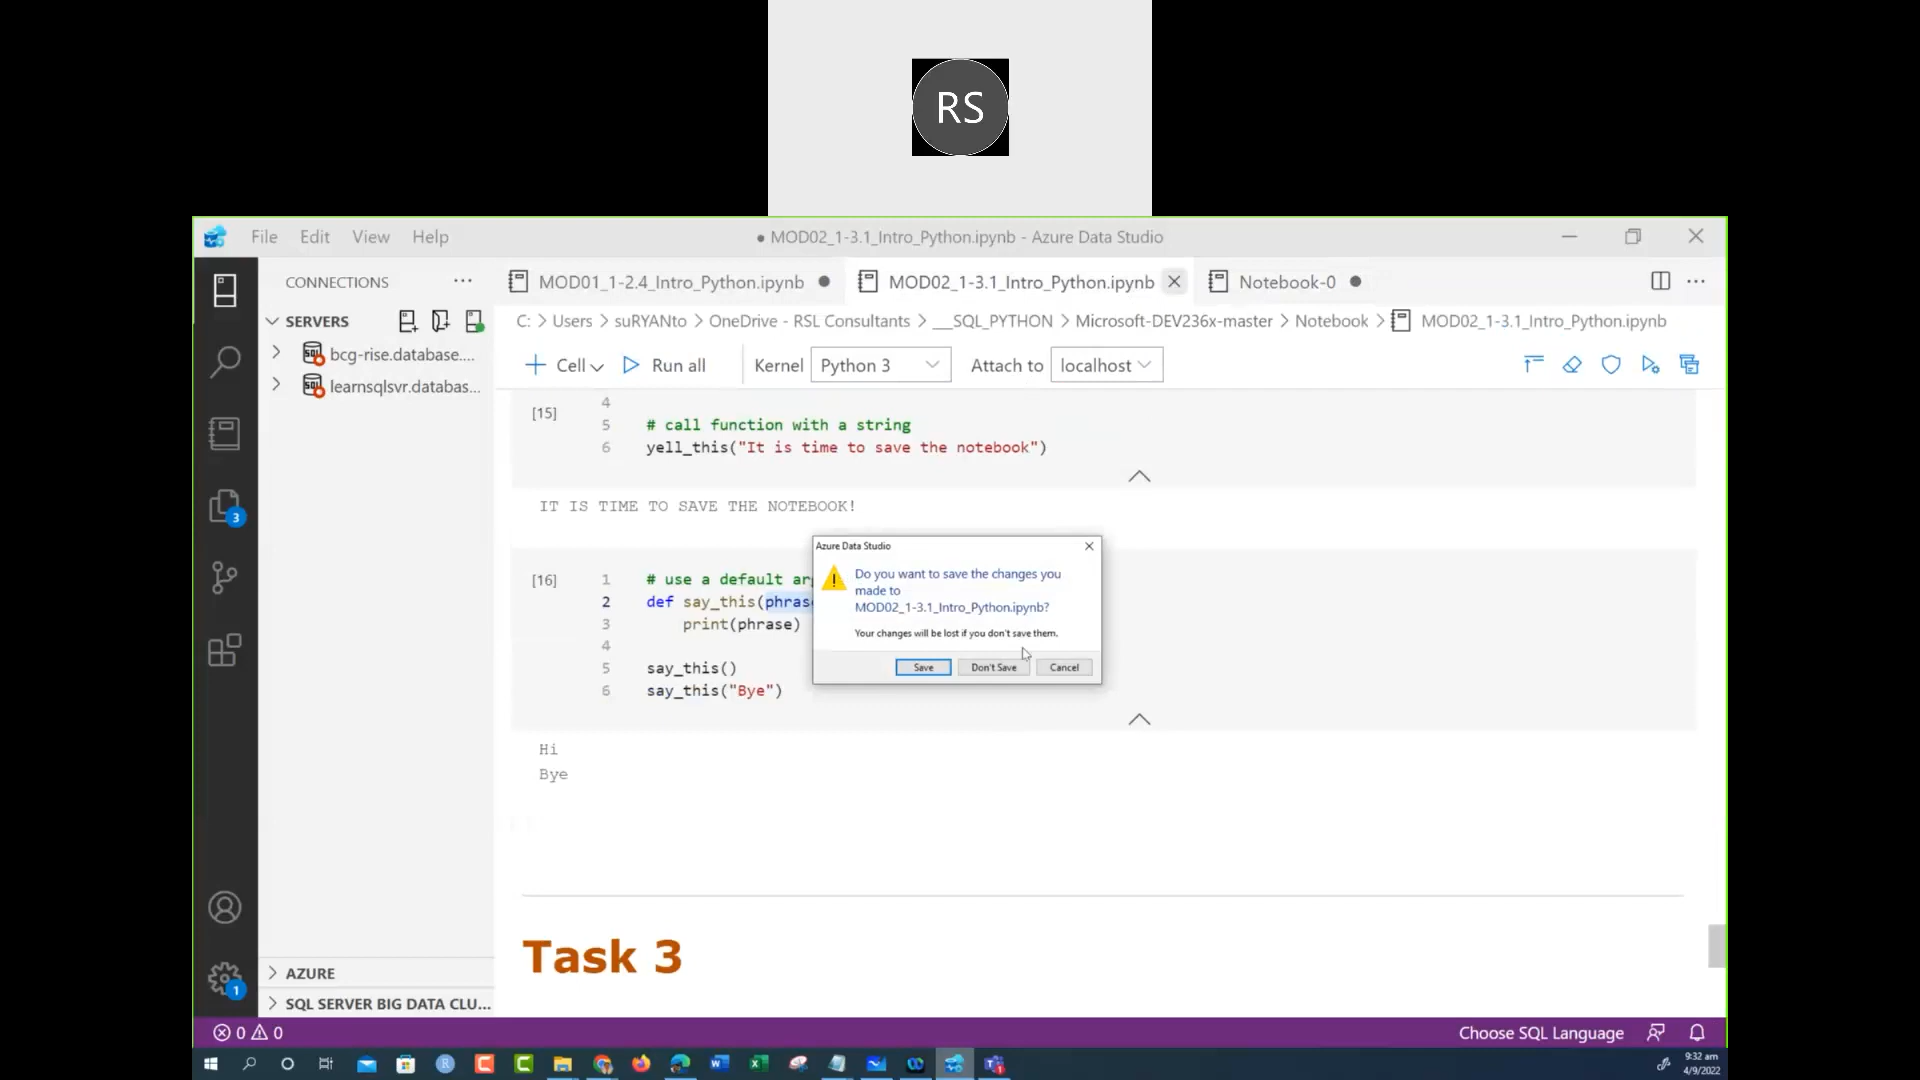 RS
File Edit View Help
● MOD02_1-3.1_Intro_Python.ipynb - Azure Data Studio
CONNECTIONS
MOD01_1-2.4_Intro_Python.ipynb
MOD02_1-3.1_Intro_Python.ipynb
Notebook-0
SERVERS
C: > Users > suRYANto > OneDrive - RSL Consultants > ___SQL_PYTHON > Microsoft-DEV236x-master > Notebook > MOD02_1-3.1_Intro_Python.ipynb
bcg-rise.database....
learnsqlsvr.databas...
Cell Run all Kernel Python 3 Attach to localhost
[15]
4
5 # call function with a string
6 yell_this("It is time to save the notebook")
IT IS TIME TO SAVE THE NOTEBOOK!
[16]
1 # use a default ar
2 def say_this(phras
3 print(phrase)
4
5 say_this()
6 say_this("Bye")
Hi
Bye
Azure Data Studio
Do you want to save the changes you
made to
MOD02_1-3.1_Intro_Python.ipynb?
Your changes will be lost if you don't save them.
Save Don't Save Cancel
Task 3
3
1
AZURE
SQL SERVER BIG DATA CLU...
0 0
Choose SQL Language
9:32 am
4/9/2022